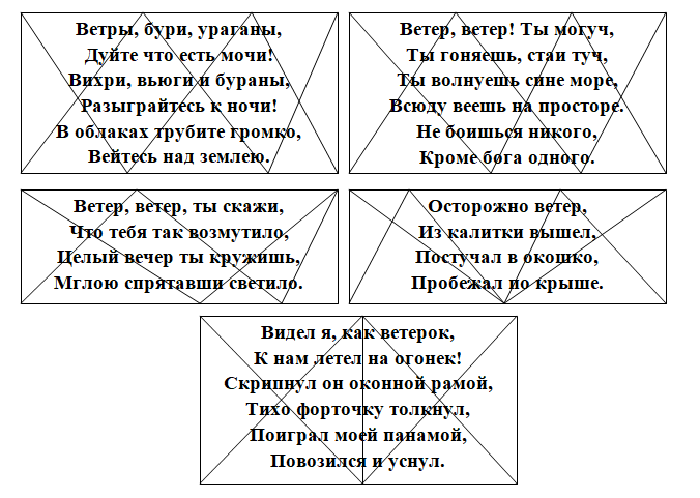 Ветры, бури, ураганы,
Дуйте что есть мочи!
Вихри, вьюги и бураны,
Разыграйтесь к ночи!
В облаках трубите громко,
Вейтесь над землею.
Ветер, ветер! Ты могуч,
Ты гоняешь, стаи туч,
Ты волнуешь сине море,
Всюду веешь на просторе.
Не боишься никого,
Кроме бога одного.
Ветер, ветер, ты скажи,
Что тебя так возмутило,
Целый вечер ты кружишь,
Мглою спрятавши светило.
Осторожно ветер,
Из калитки вышел,
Постучал в окошко,
Пробежал по крыше.
Видел я, как ветерок,
К нам летел на огонек!
Скрипнул он оконной рамой,
Тихо форточку толкнул,
Поиграл моей панамой,
Повозился и уснул.